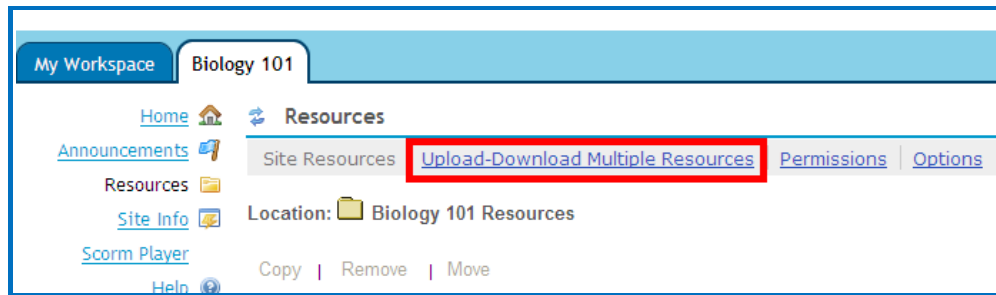 My Workspace Biology 101
Home
Announcements
Resources
Site Info
Scorm Player
Help
Resources
Site Resources Upload-Download Multiple Resources Permissions Options
Location: Biology 101 Resources
Copy | Remove | Move